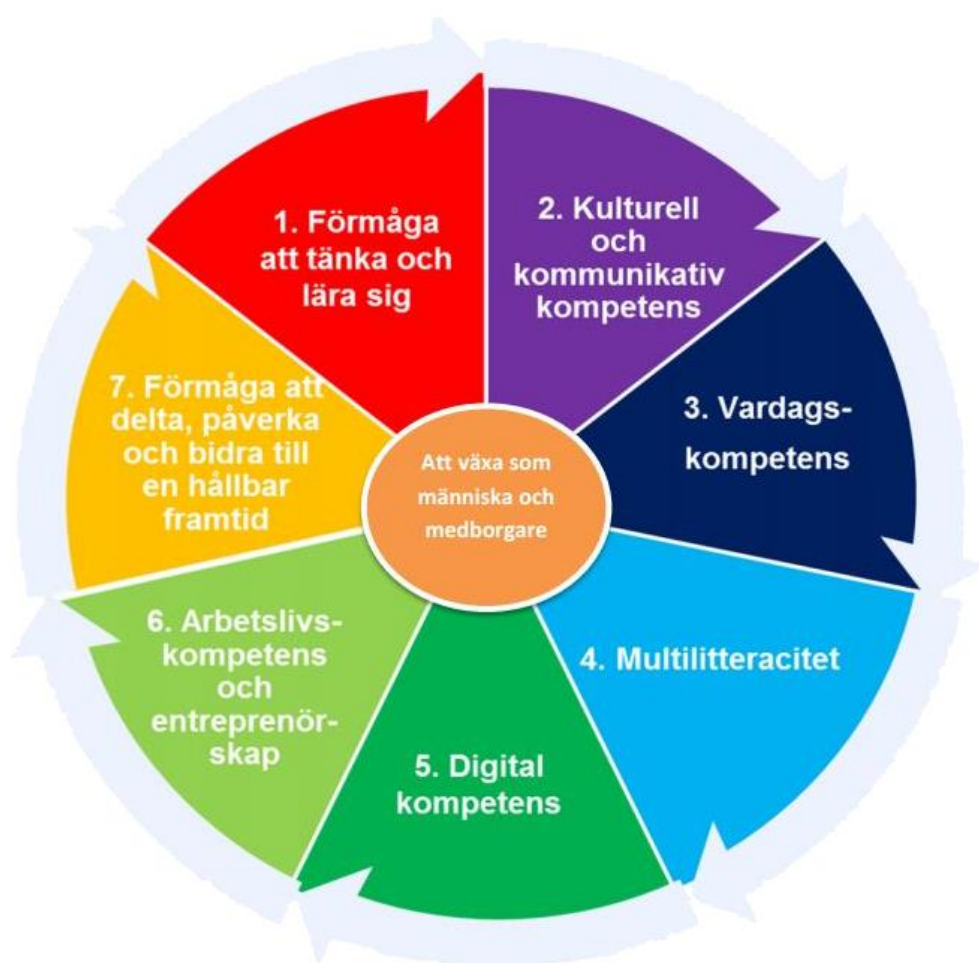 1. Förmåga
att tänka och
lära sig
2. Kulturell
och
kommunikativ
kompetens
3. Vardags-
kompetens
4. Multilitteracitet
5. Digital
kompetens
6. Arbetslivs-
kompetens
och
entreprenör-
skap
7. Förmåga att
delta, påverka
och bidra till
en hållbar
framtid
Att växa som
människa och
medborgare